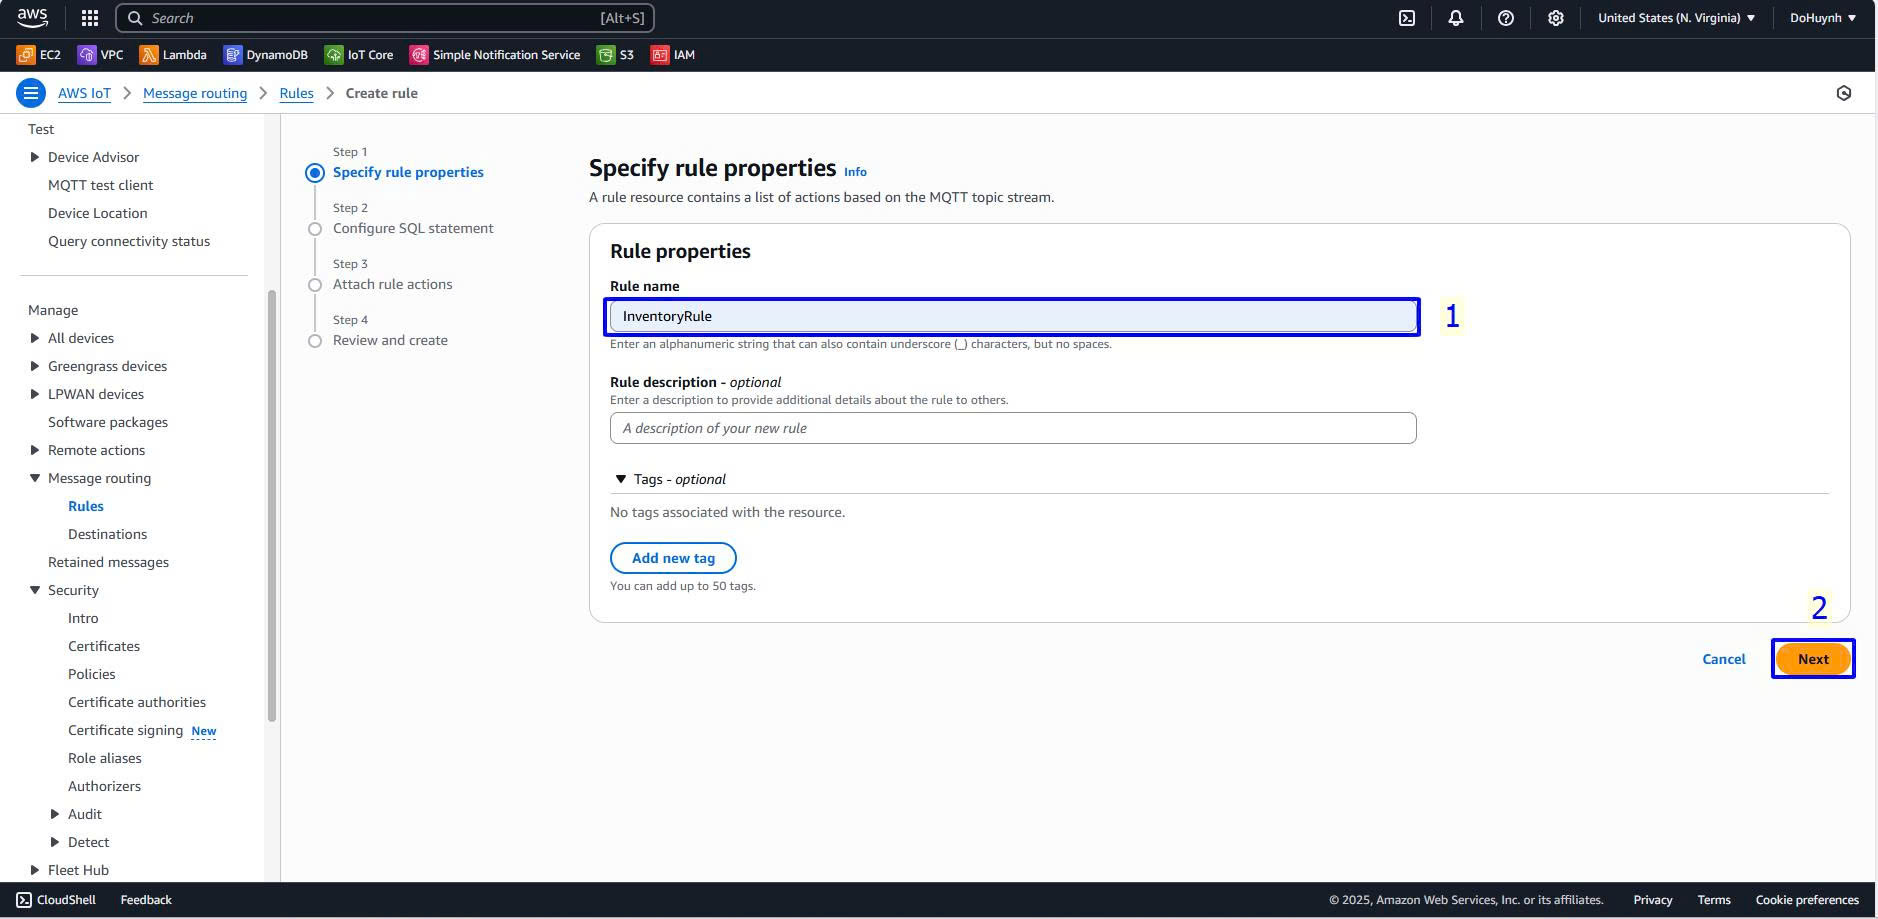 aws
Search [Alt+S]
United States (N. Virginia)
DoHuynh
EC2 VPC Lambda DynamoDB IoT Core Simple Notification Service S3 IAM
AWS IoT > Message routing > Rules > Create rule
Test
Device Advisor
MQTT test client
Device Location
Query connectivity status
Manage
All devices
Greengrass devices
LPWAN devices
Software packages
Remote actions
Message routing
Rules
Destinations
Retained messages
Security
Intro
Certificates
Policies
Certificate authorities
Certificate signing New
Role aliases
Authorizers
Audit
Detect
Fleet Hub
Step 1
Specify rule properties
Step 2
Configure SQL statement
Step 3
Attach rule actions
Step 4
Review and create
Specify rule properties Info
A rule resource contains a list of actions based on the MQTT topic stream.
Rule properties
Rule name
InventoryRule
1
Enter an alphanumeric string that can also contain underscore (_) characters, but no spaces.
Rule description - optional
Enter a description to provide additional details about the rule to others.
A description of your new rule
Tags - optional
No tags associated with the resource.
Add new tag
You can add up to 50 tags.
2
Cancel Next
CloudShell Feedback © 2025, Amazon Web Services, Inc. or its affiliates. Privacy Terms Cookie preferences